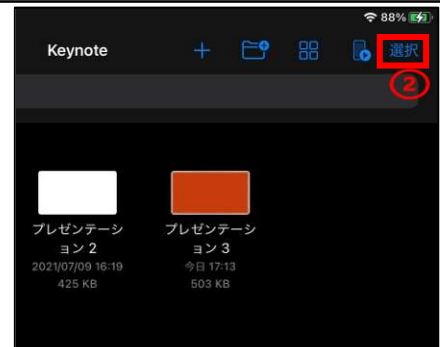 88%
Keynote 選択
②
プレゼンテーシ
ョン 2
2021/07/09 16:19
425 KB
プレゼンテーシ
ョン 3
今日 17:13
503 KB